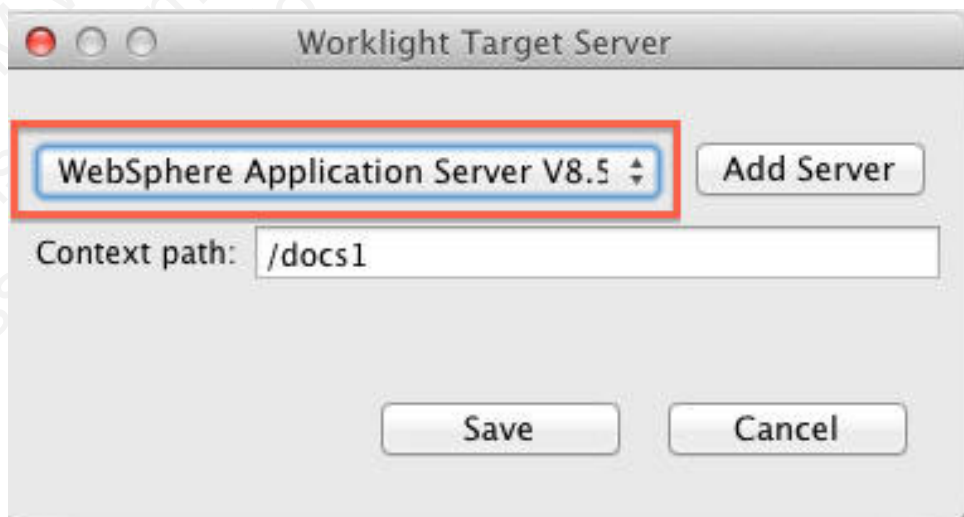 Worklight Target Server
WebSphere Application Server V8.5 Add Server
Context path: /docs1
Save Cancel